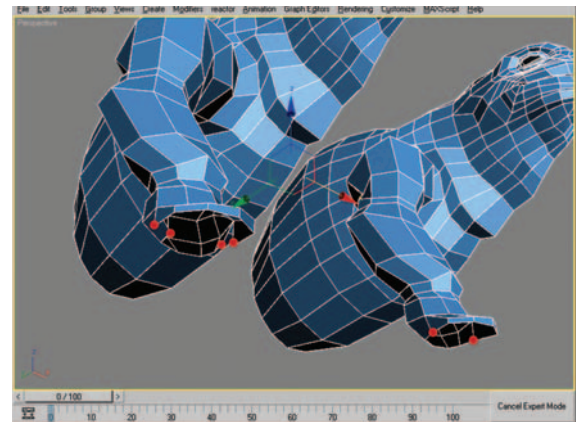 File Edit Tools Group Views Create Modifiers reactor Animation Graph Editors Rendering Customize MAXScript Help
Perspective
0 / 100
0 10 20 30 40 50 60 70 80 90 100
Cancel Expert Mode